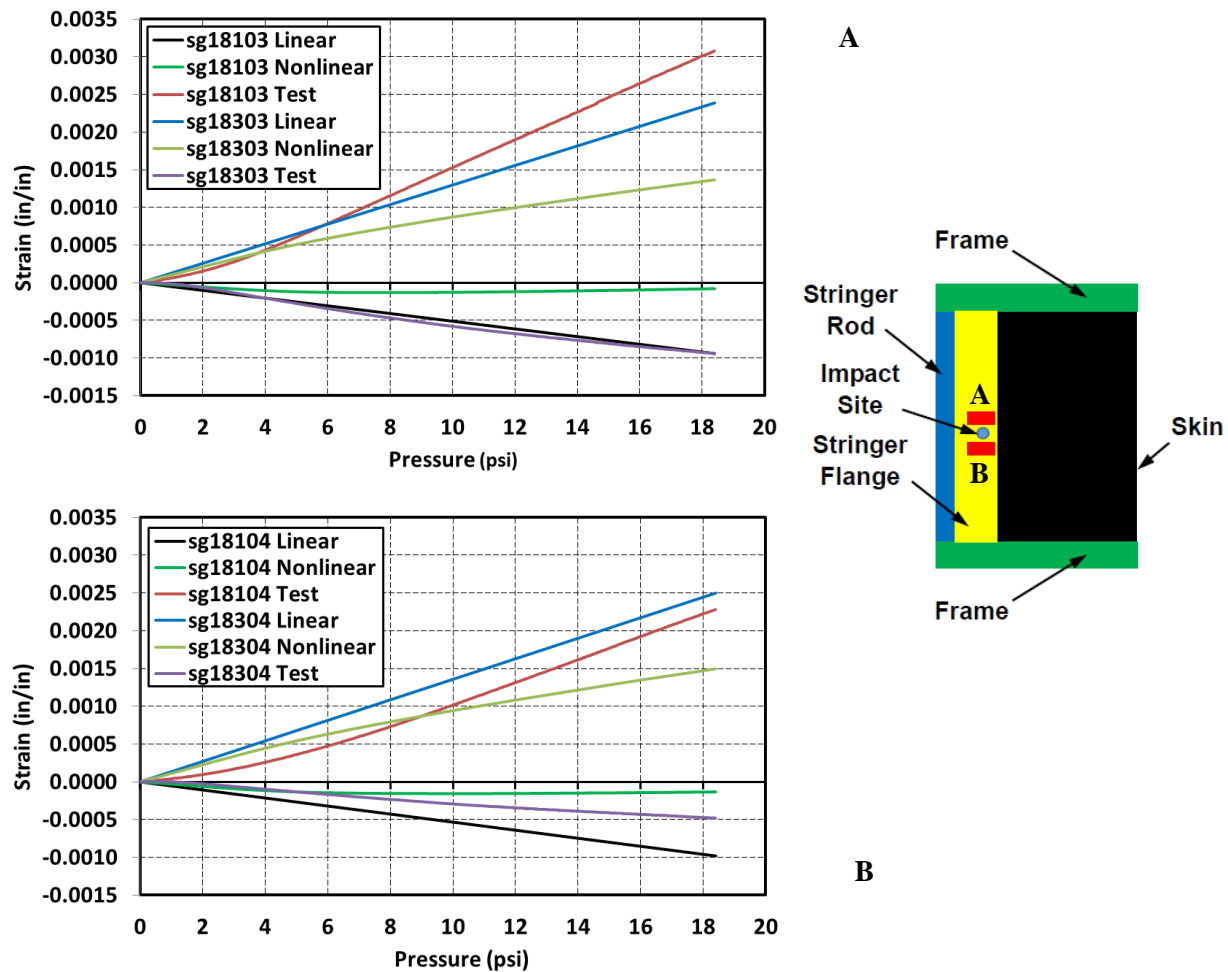 A
0.0035
0.0030
0.0025
0.0020
0.0015
0.0010
0.0005
0.0000
-0.0005
-0.0010
-0.0015
Strain (in/in)
sg18103 Linear
sg18103 Nonlinear
sg18103 Test
sg18303 Linear
sg18303 Nonlinear
sg18303 Test
0 2 4 6 8 10 12 14 16 18 20
Pressure (psi)
Frame
Stringer
Rod
Impact
Site
Stringer
Flange
A
B
Skin
Frame
0.0035
0.0030
0.0025
0.0020
0.0015
0.0010
0.0005
0.0000
-0.0005
-0.0010
-0.0015
Strain (in/in)
sg18104 Linear
sg18104 Nonlinear
sg18104 Test
sg18304 Linear
sg18304 Nonlinear
sg18304 Test
0 2 4 6 8 10 12 14 16 18 20
Pressure (psi)
B